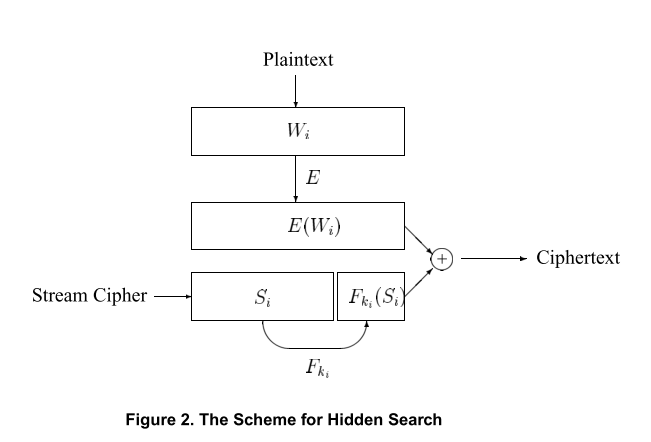 Plaintext
W_i
E
E(W_i)
+
Ciphertext
Stream Cipher
S_i
F_{k_i}(S_i)
F_{k_i}
Figure 2. The Scheme for Hidden Search